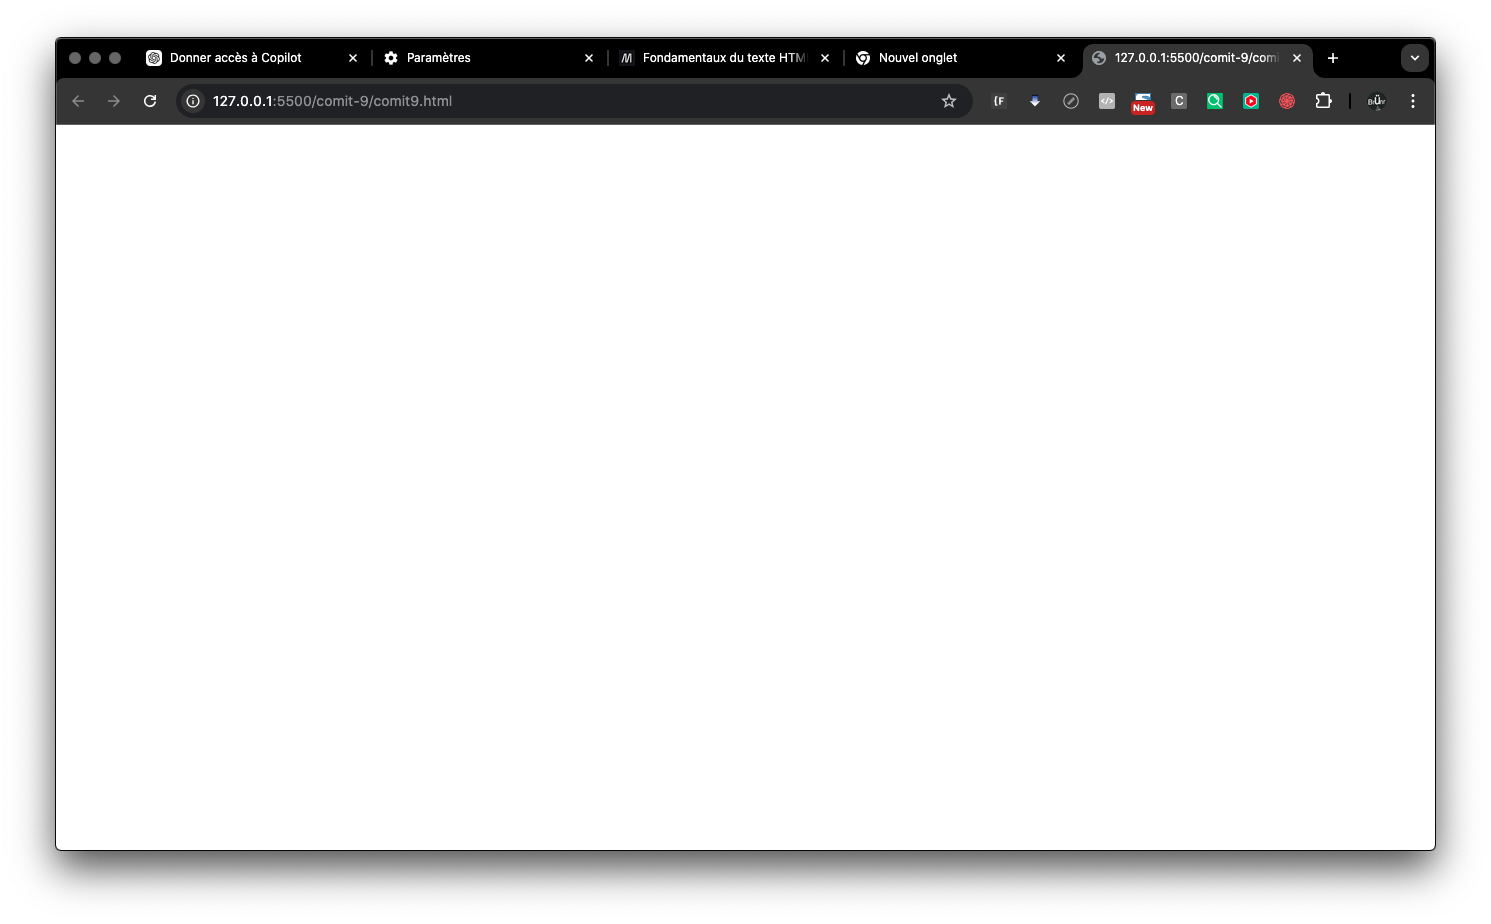 Donner accès à Copilot
Paramètres
Fondamentaux du texte HTM
Nouvel onglet
127.0.0.1:5500/comit-9/comi
127.0.0.1:5500/comit-9/comit9.html
{F
</>
New
C